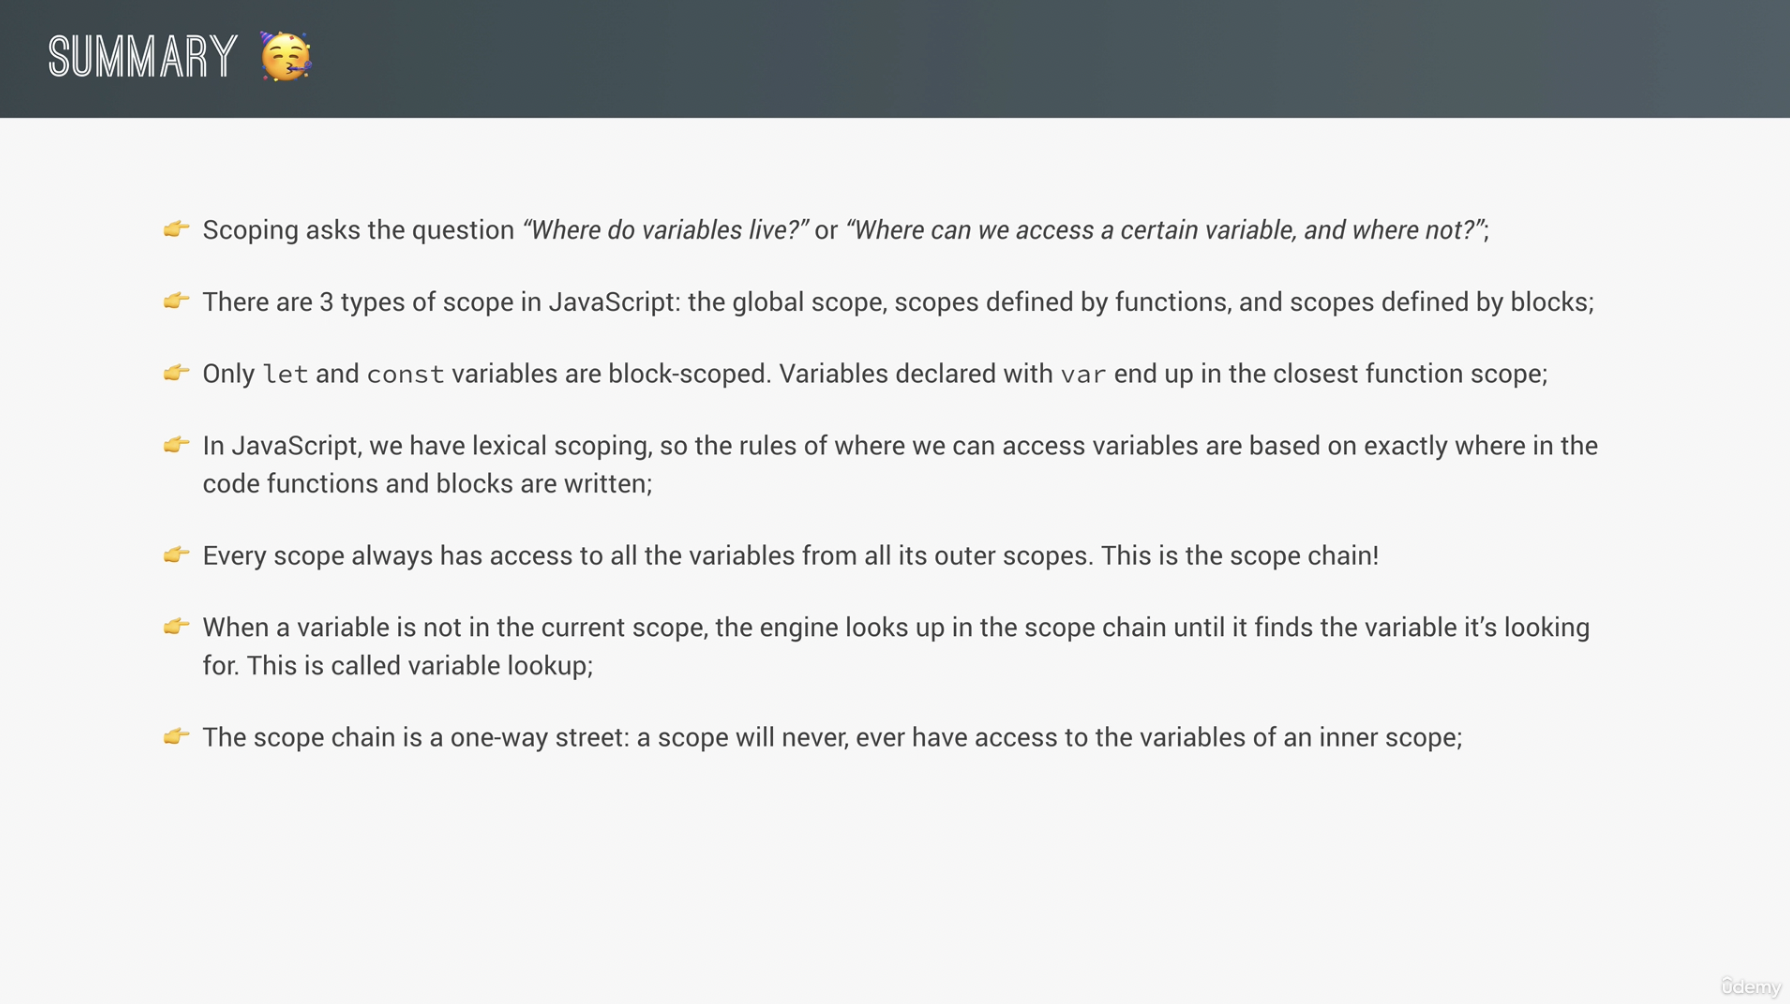 SUMMARY 🥳
👉 Scoping asks the question “Where do variables live?” or “Where can we access a certain variable, and where not?”;
👉 There are 3 types of scope in JavaScript: the global scope, scopes defined by functions, and scopes defined by blocks;
👉 Only let and const variables are block-scoped. Variables declared with var end up in the closest function scope;
👉 In JavaScript, we have lexical scoping, so the rules of where we can access variables are based on exactly where in the
code functions and blocks are written;
👉 Every scope always has access to all the variables from all its outer scopes. This is the scope chain!
👉 When a variable is not in the current scope, the engine looks up in the scope chain until it finds the variable it’s looking
for. This is called variable lookup;
👉 The scope chain is a one-way street: a scope will never, ever have access to the variables of an inner scope;
ûdemy